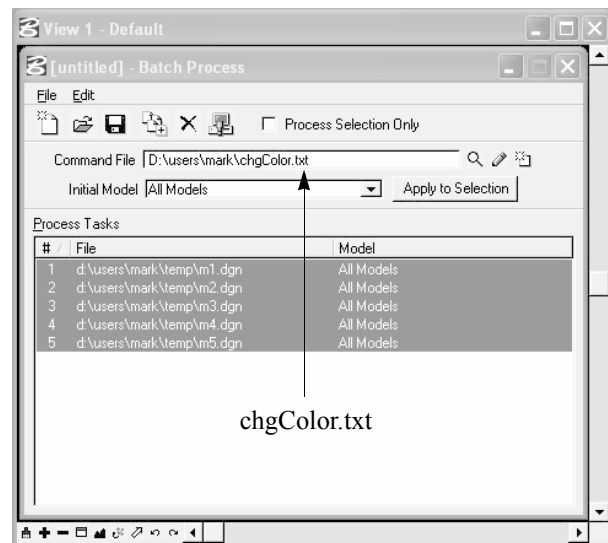 View 1 - Default
[untitled] - Batch Process
File Edit
Process Selection Only
Command File D:\users\mark\chgColor.txt
Initial Model All Models Apply to Selection
Process Tasks
# File Model
1 d:\users\mark\temp\m1.dgn All Models
2 d:\users\mark\temp\m2.dgn All Models
3 d:\users\mark\temp\m3.dgn All Models
4 d:\users\mark\temp\m4.dgn All Models
5 d:\users\mark\temp\m5.dgn All Models
chgColor.txt